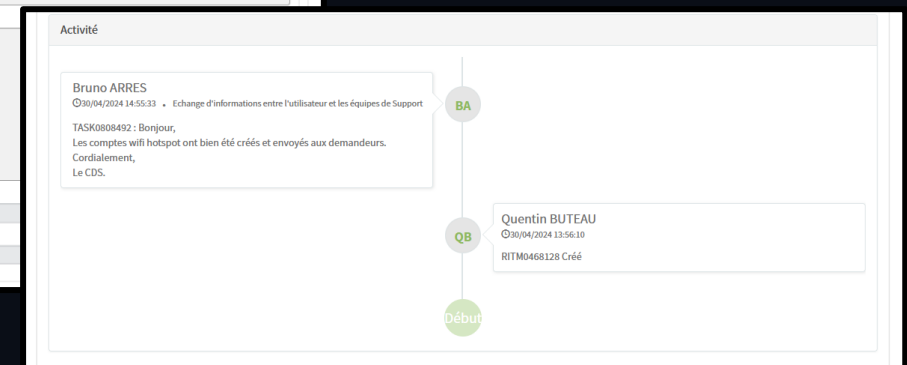 Activité
Bruno ARRES
30/04/2024 14:55:33 • Echange d'informations entre l'utilisateur et les équipes de Support
TASK0808492 : Bonjour,
Les comptes wifi hotspot ont bien été créés et envoyés aux demandeurs.
Cordialement,
Le CDS.
BA
Quentin BUTEAU
30/04/2024 13:56:10
RITM0468128 Créé
QB
Début